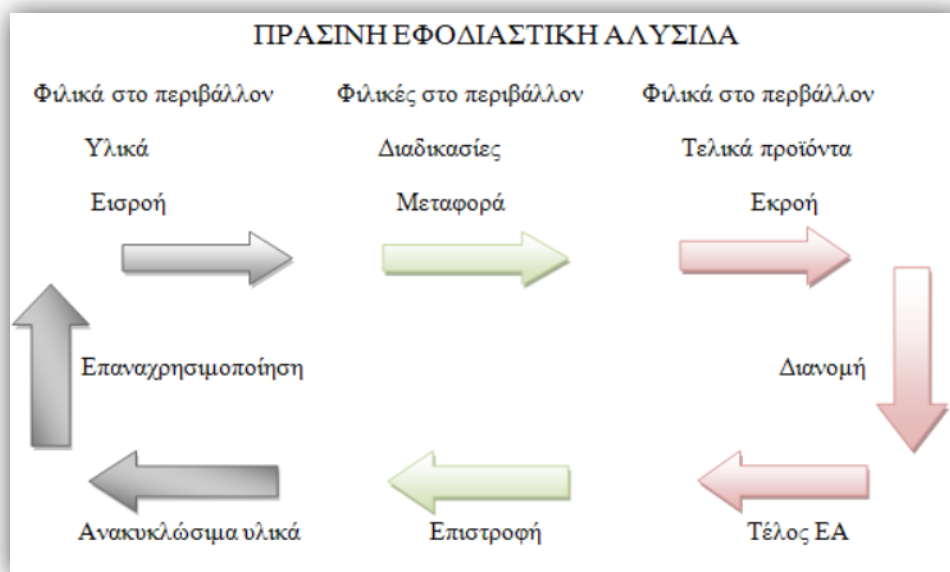 ΠΡΑΣΙΝΗ ΕΦΟΔΙΑΣΤΙΚΗ ΑΛΥΣΙΔΑ
Φιλικά στο περιβάλλον Φιλικές στο περιβάλλον Φιλικά στο περβάλλον
Υλικά Διαδικασίες Τελικά προϊόντα
Εισροή Μεταφορά Εκροή
Επαναχρησιμοποίηση Διανομή
Ανακυκλώσιμα υλικά Επιστροφή Τέλος ΕΑ